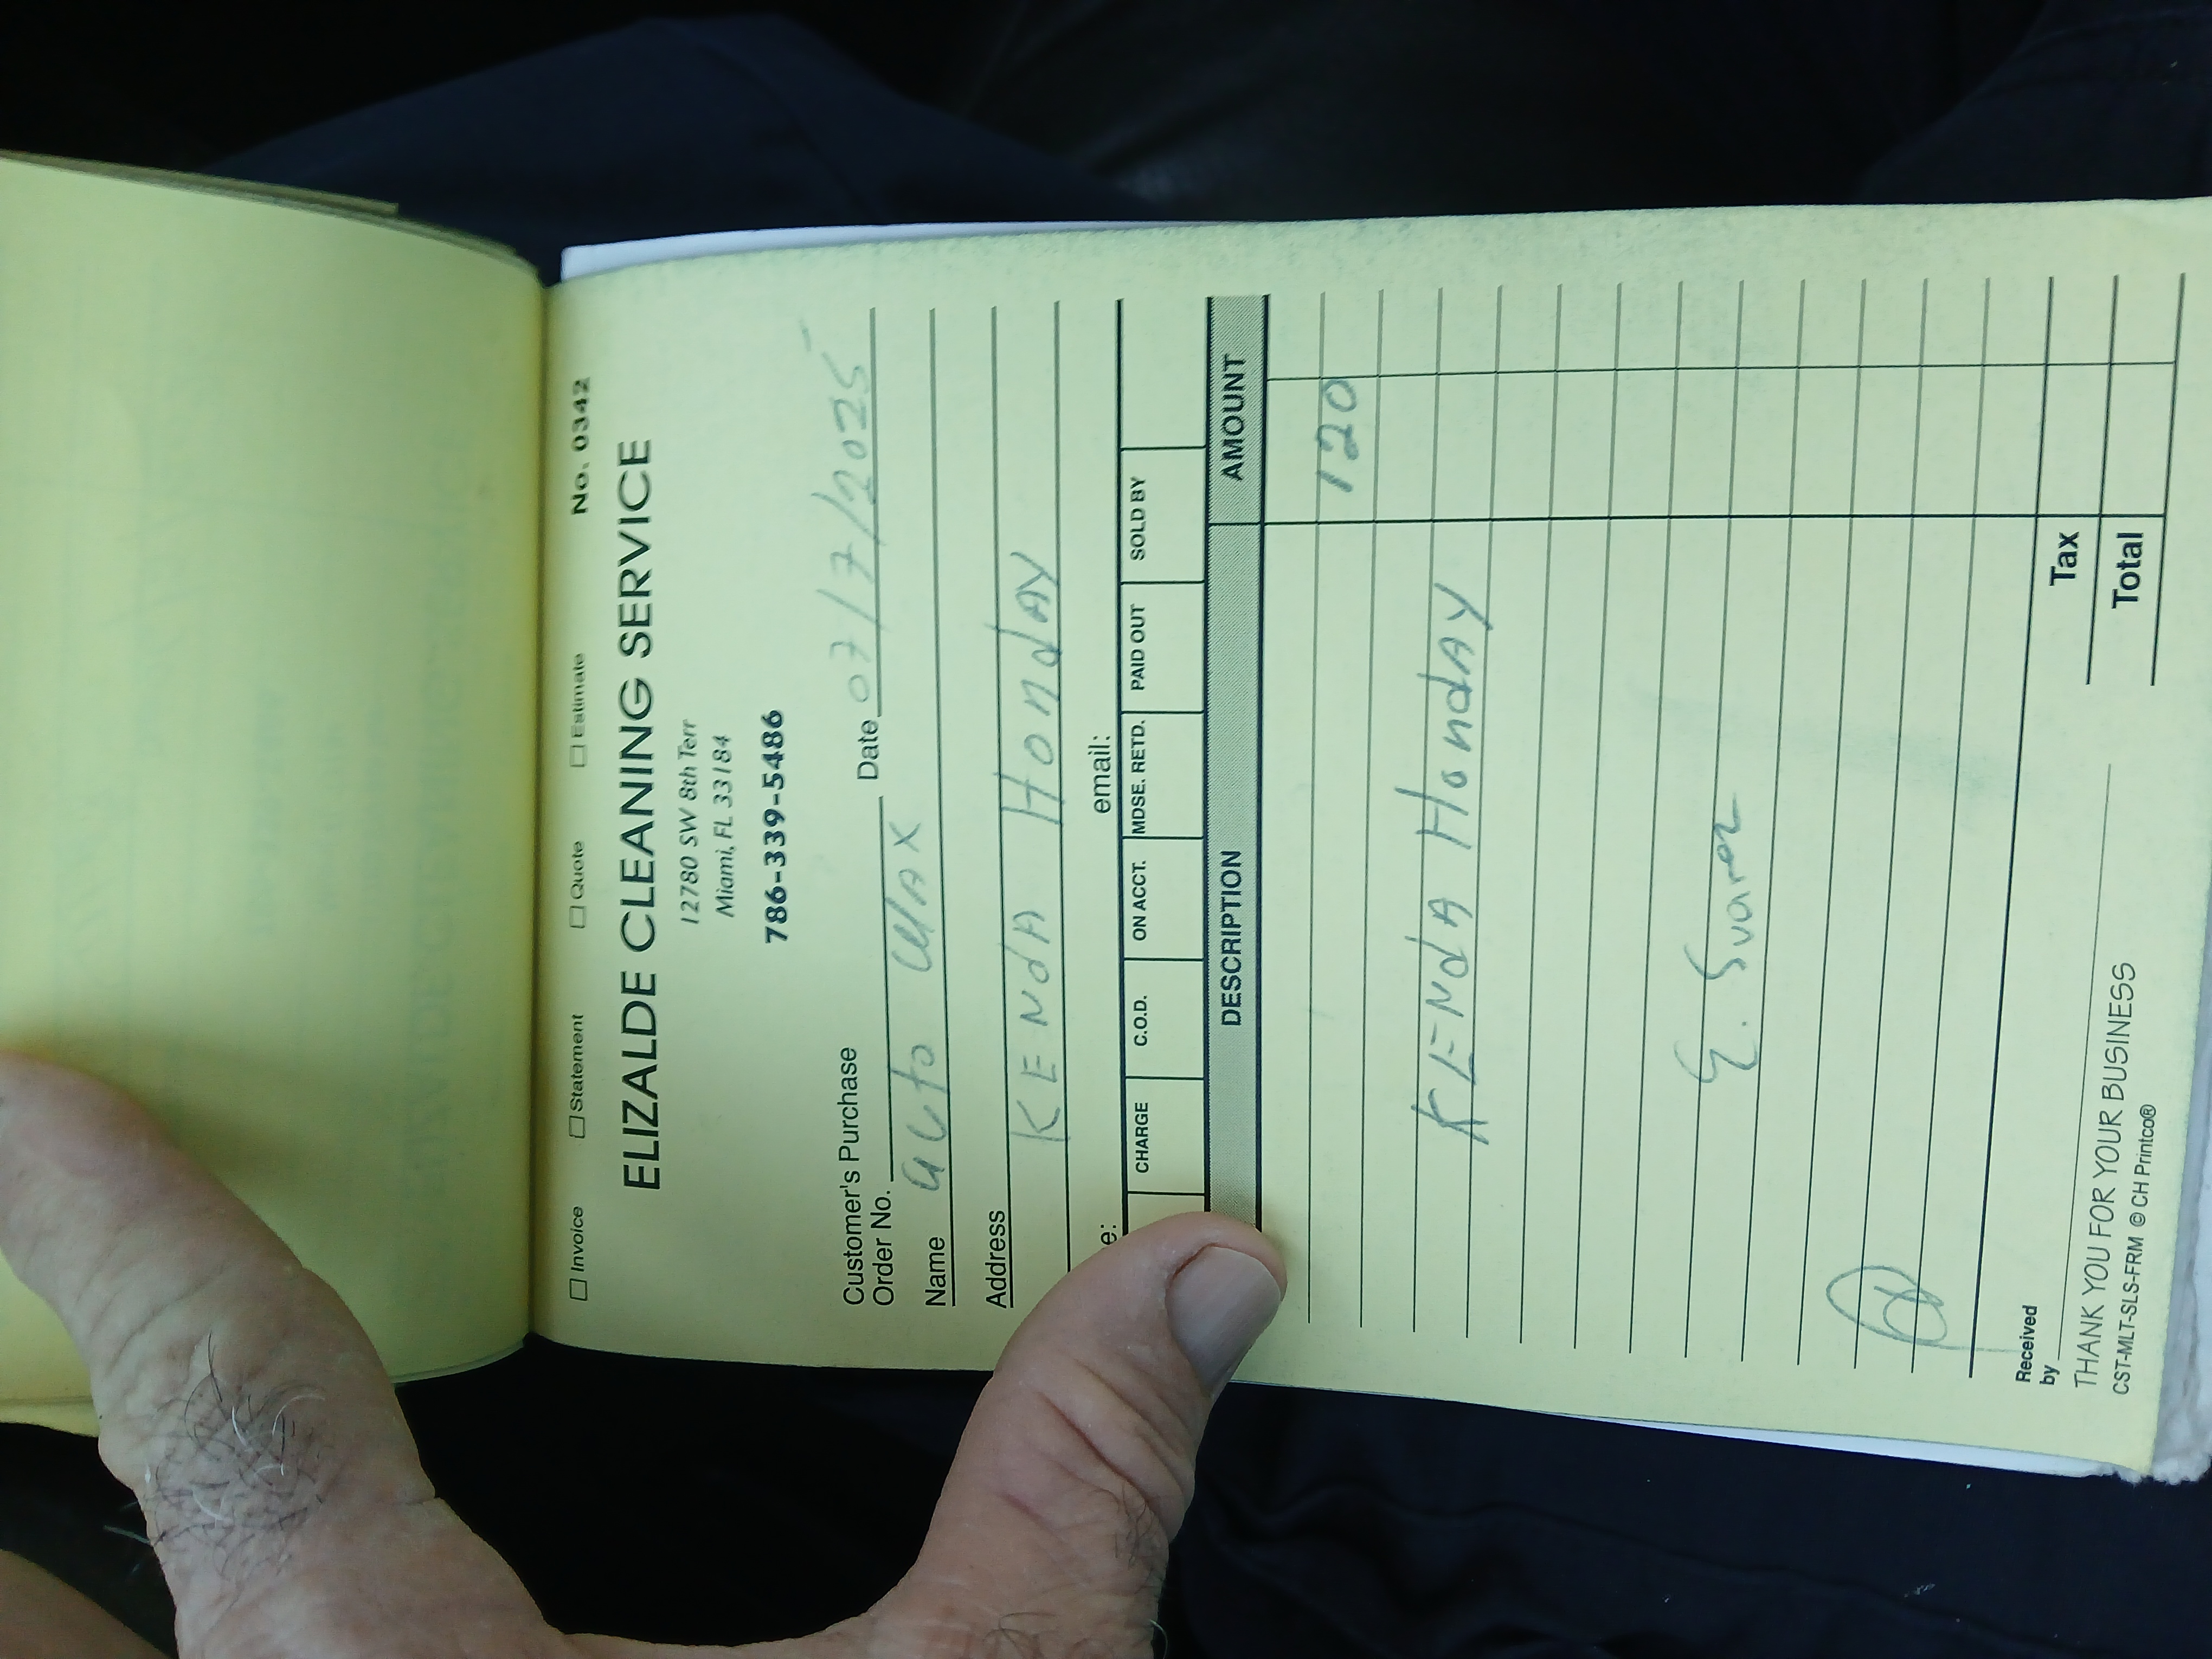 Invoice Statement Quote Estimate No. 0342
ELIZALDE CLEANING SERVICE
12780 SW 8th Terr
Miami, FL 33184
786-339-5486
Customer's Purchase
Order No. Date 07/7/2025
Name auto MAX
Address
KENdA HondAY
e: email:
CHARGE C.O.D. ON ACCT. MDSE. RETD. PAID OUT SOLD BY
DESCRIPTION AMOUNT
120
KENdA HondAY
E. Suarez
Tax
Received
by
Total
THANK YOU FOR YOUR BUSINESS
CST-MLT-SLS-FRM © CH Printco®